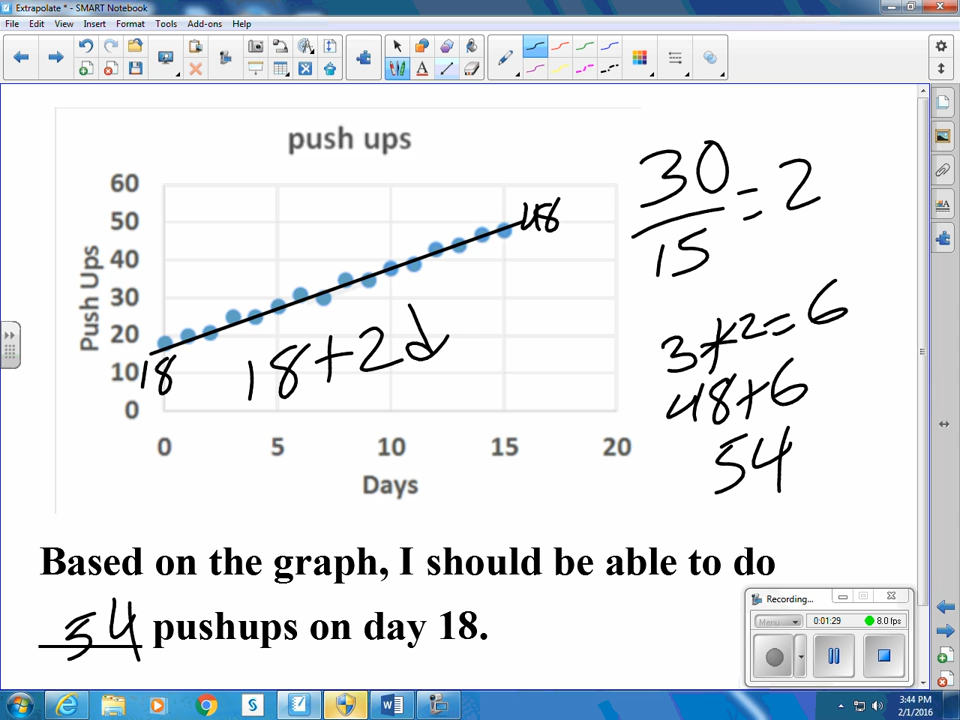 Extrapolate * - SMART Notebook
File Edit View Insert Format Tools Add-ons Help
push ups
60
50
40
30
20
10
0
Push Ups
0 5 10 15 20
Days
18
48
18+2d
30
15
=2
3*2=6
48+6
54
Based on the graph, I should be able to do
54 pushups on day 18.
Recording...
Menu
0:01:29
8.0 fps
3:44 PM
2/1/2016